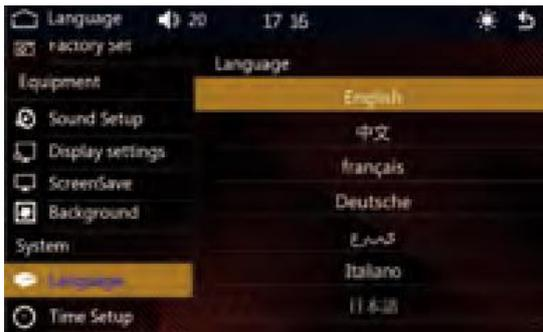 Language 20 17 16
Factory Set
Equipment
Sound Setup
Display settings
ScreenSave
Background
System
Language
Time Setup
Language
English
中文
français
Deutsche
Italiano